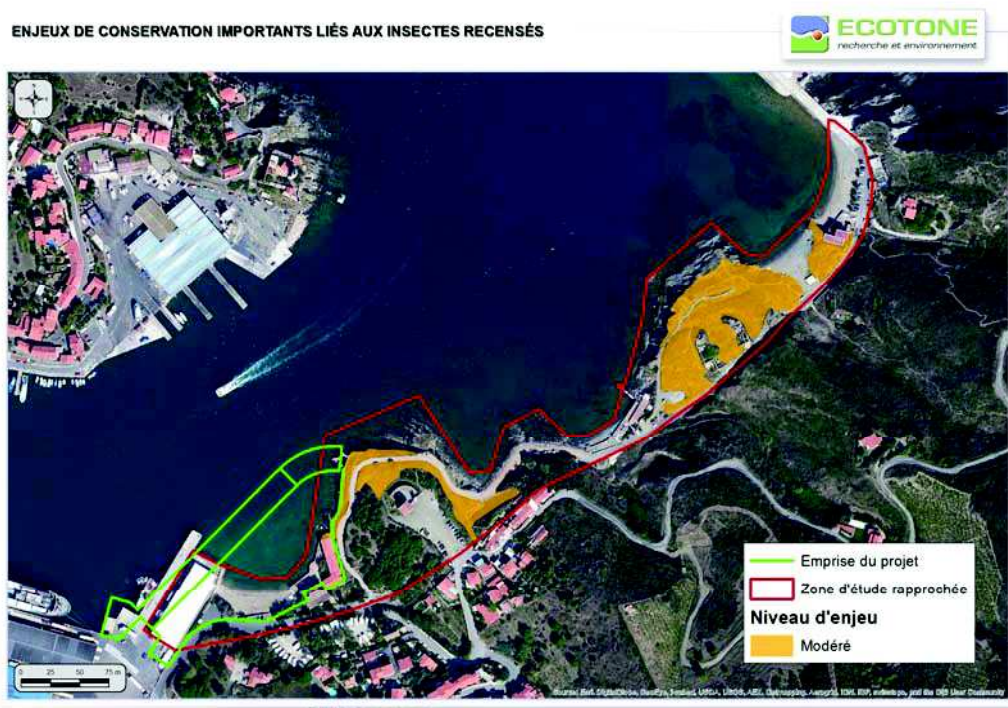 ENJEUX DE CONSERVATION IMPORTANTS LIÉS AUX INSECTES RECENSÉS
ECOTONE
recherche et environnement
Emprise du projet
Zone d'étude rapprochée
Niveau d'enjeu
Modéré
0 25 50 75 m